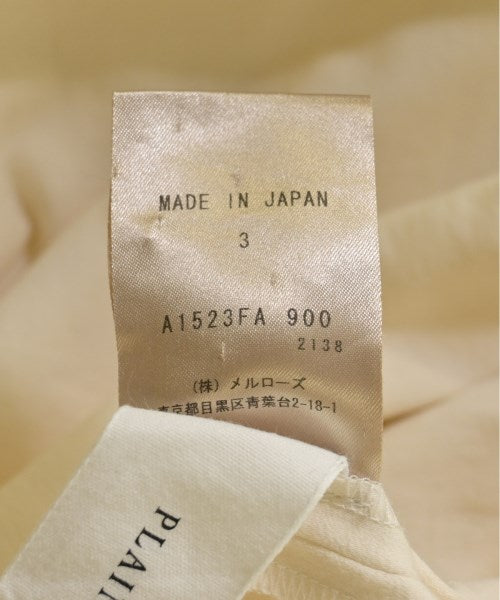 MADE IN JAPAN
3
A1523FA 900
2138
(株) メルローズ
東京都目黒区青葉台2-18-1
PLAIN